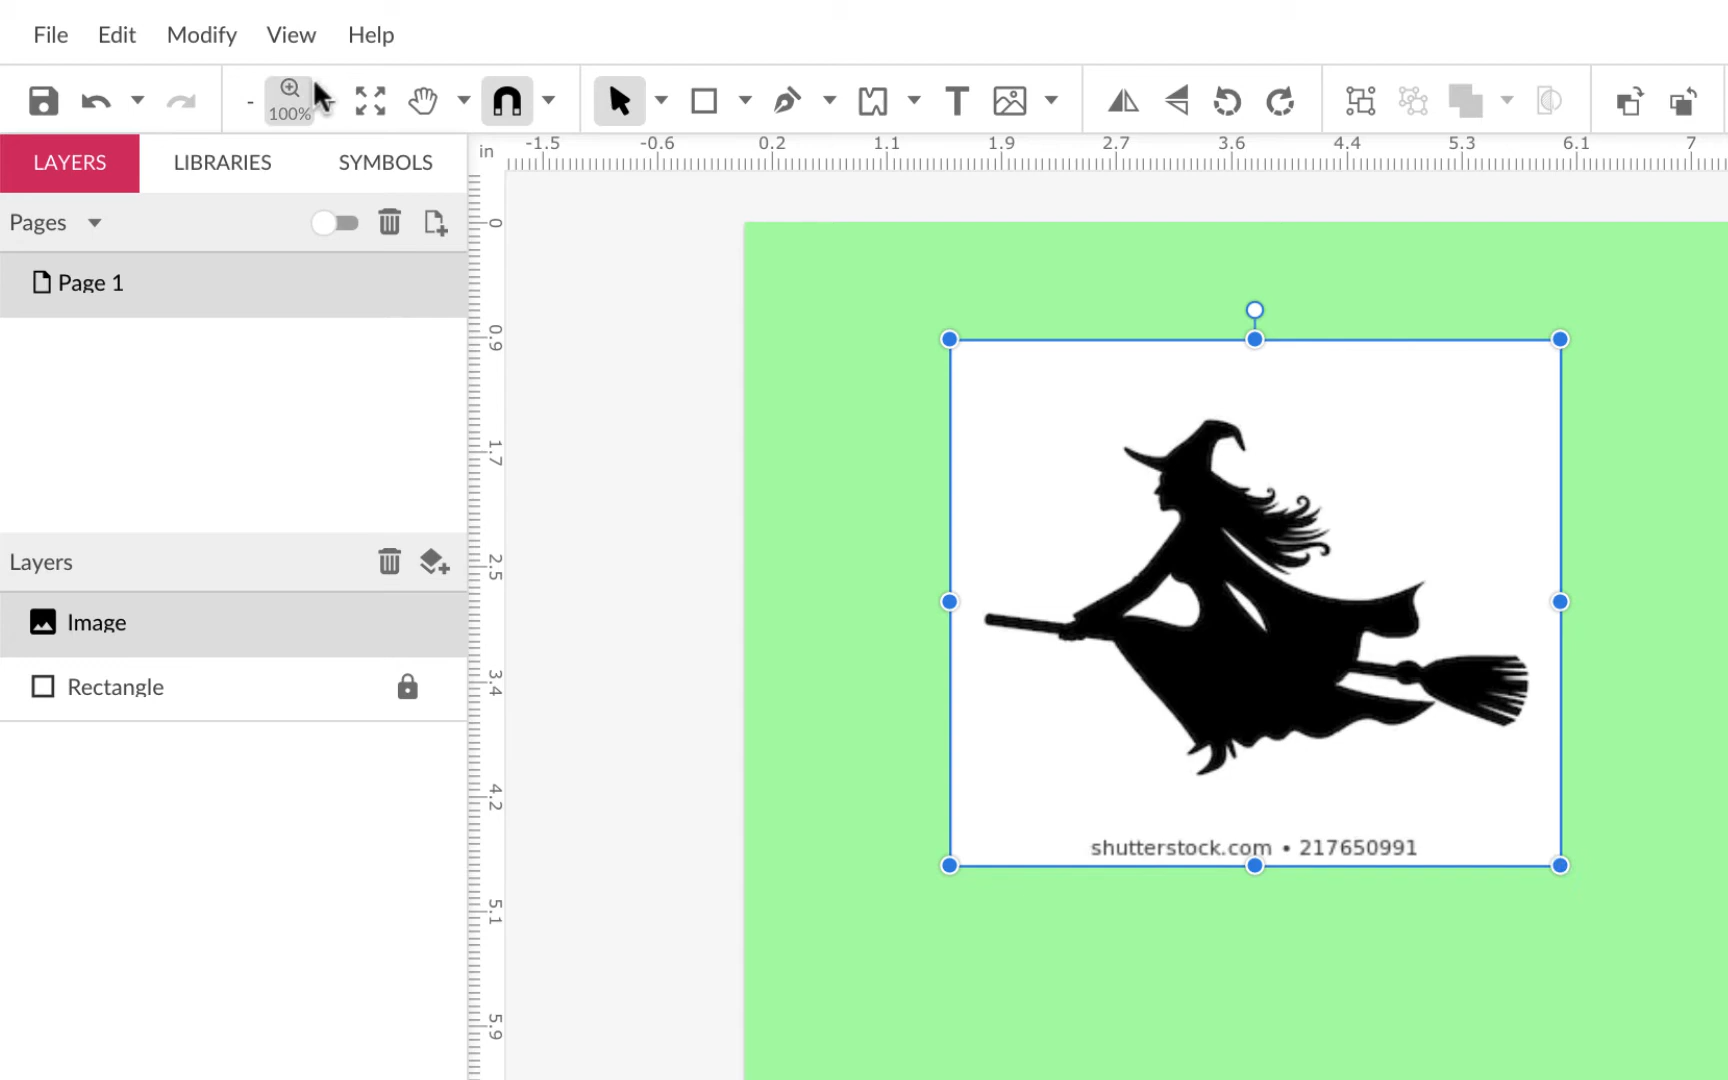 File Edit Modify View Help
- 100%
LAYERS LIBRARIES SYMBOLS
in -1.5 -0.6 0.2 1.1 1.9 2.7 3.6 4.4 5.3 6.1 7
Pages
Page 1
Layers
Image
Rectangle
0
0.9
1.7
2.5
3.4
4.2
5.1
5.9
shutterstock.com • 217650991